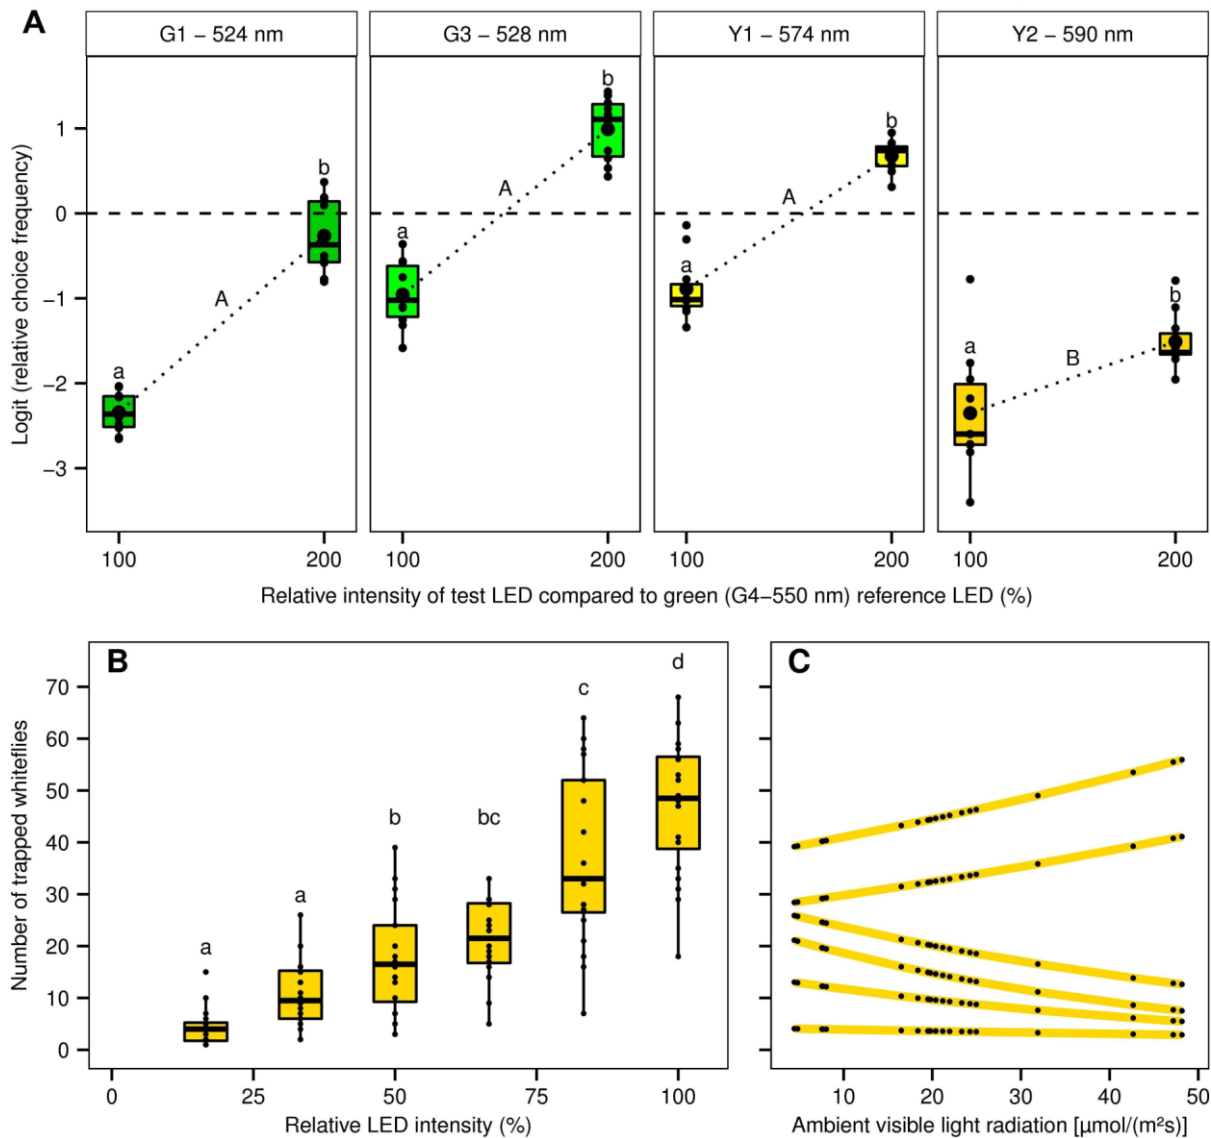 A
G1 – 524 nm
G3 – 528 nm
Y1 – 574 nm
Y2 – 590 nm
Logit (relative choice frequency)
1
0
−1
−2
−3
a
A
b
a
A
b
a
A
b
a
B
b
100
200
100
200
100
200
100
200
Relative intensity of test LED compared to green (G4−550 nm) reference LED (%)
B
Number of trapped whiteflies
70
60
50
40
30
20
10
0
a
a
b
bc
c
d
0
25
50
75
100
Relative LED intensity (%)
C
10
20
30
40
50
Ambient visible light radiation [µmol/(m²s)]